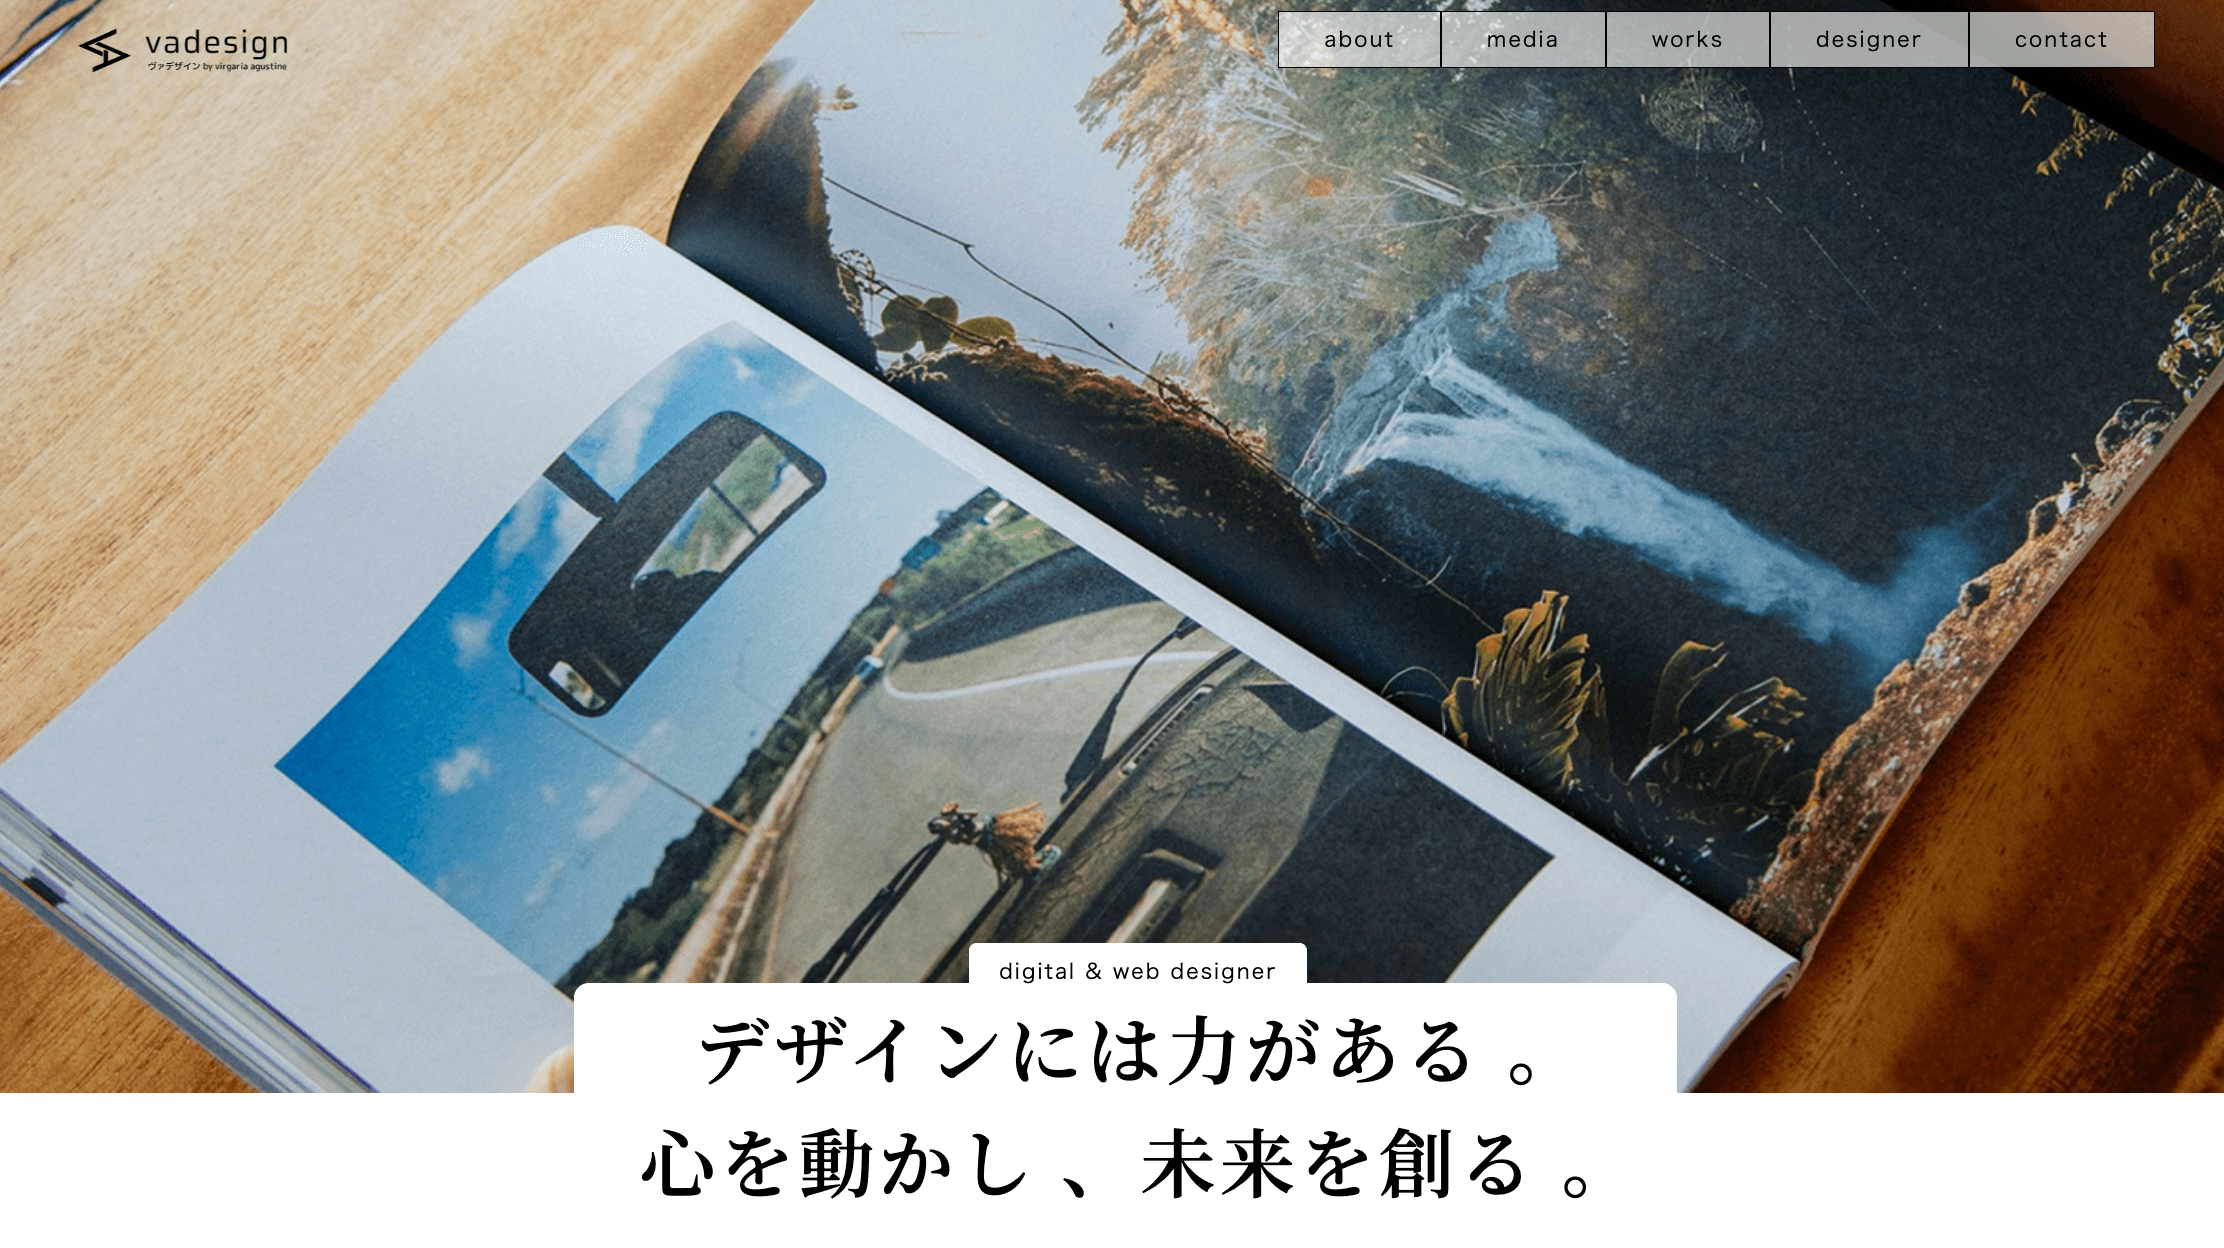 vadesign
ヴァデザイン by virgaria agustine
about
media
works
designer
contact
digital & web designer
デザインには力がある。
心を動かし、未来を創る。